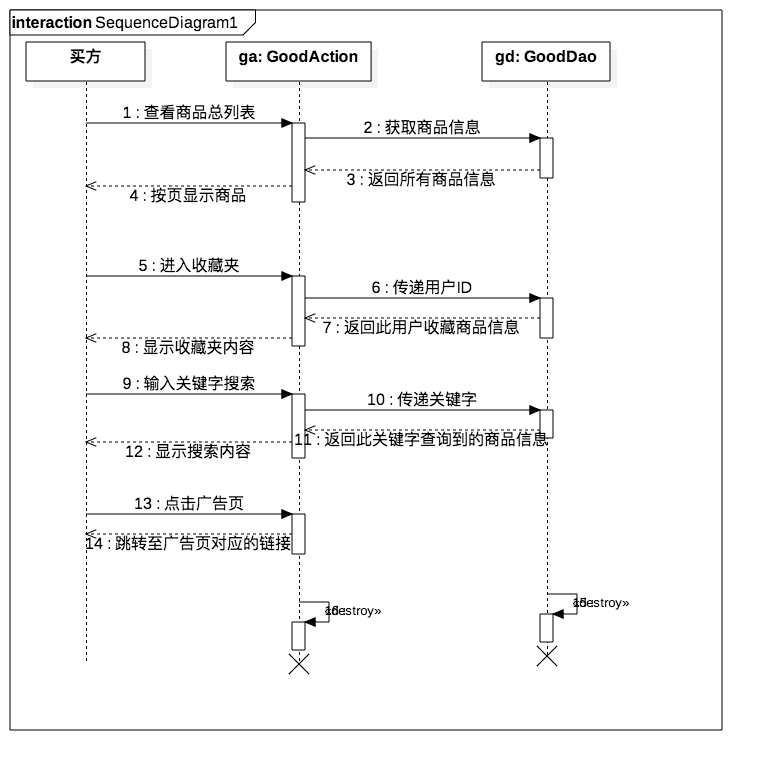 interaction SequenceDiagram1
买方
ga: GoodAction
gd: GoodDao
1 : 查看商品总列表
2 : 获取商品信息
3 : 返回所有商品信息
4 : 按页显示商品
5 : 进入收藏夹
6 : 传递用户ID
7 : 返回此用户收藏商品信息
8 : 显示收藏夹内容
9 : 输入关键字搜索
10 : 传递关键字
11 : 返回此关键字查询到的商品信息
12 : 显示搜索内容
13 : 点击广告页
14 : 跳转至广告页对应的链接
«destroy»
«destroy»